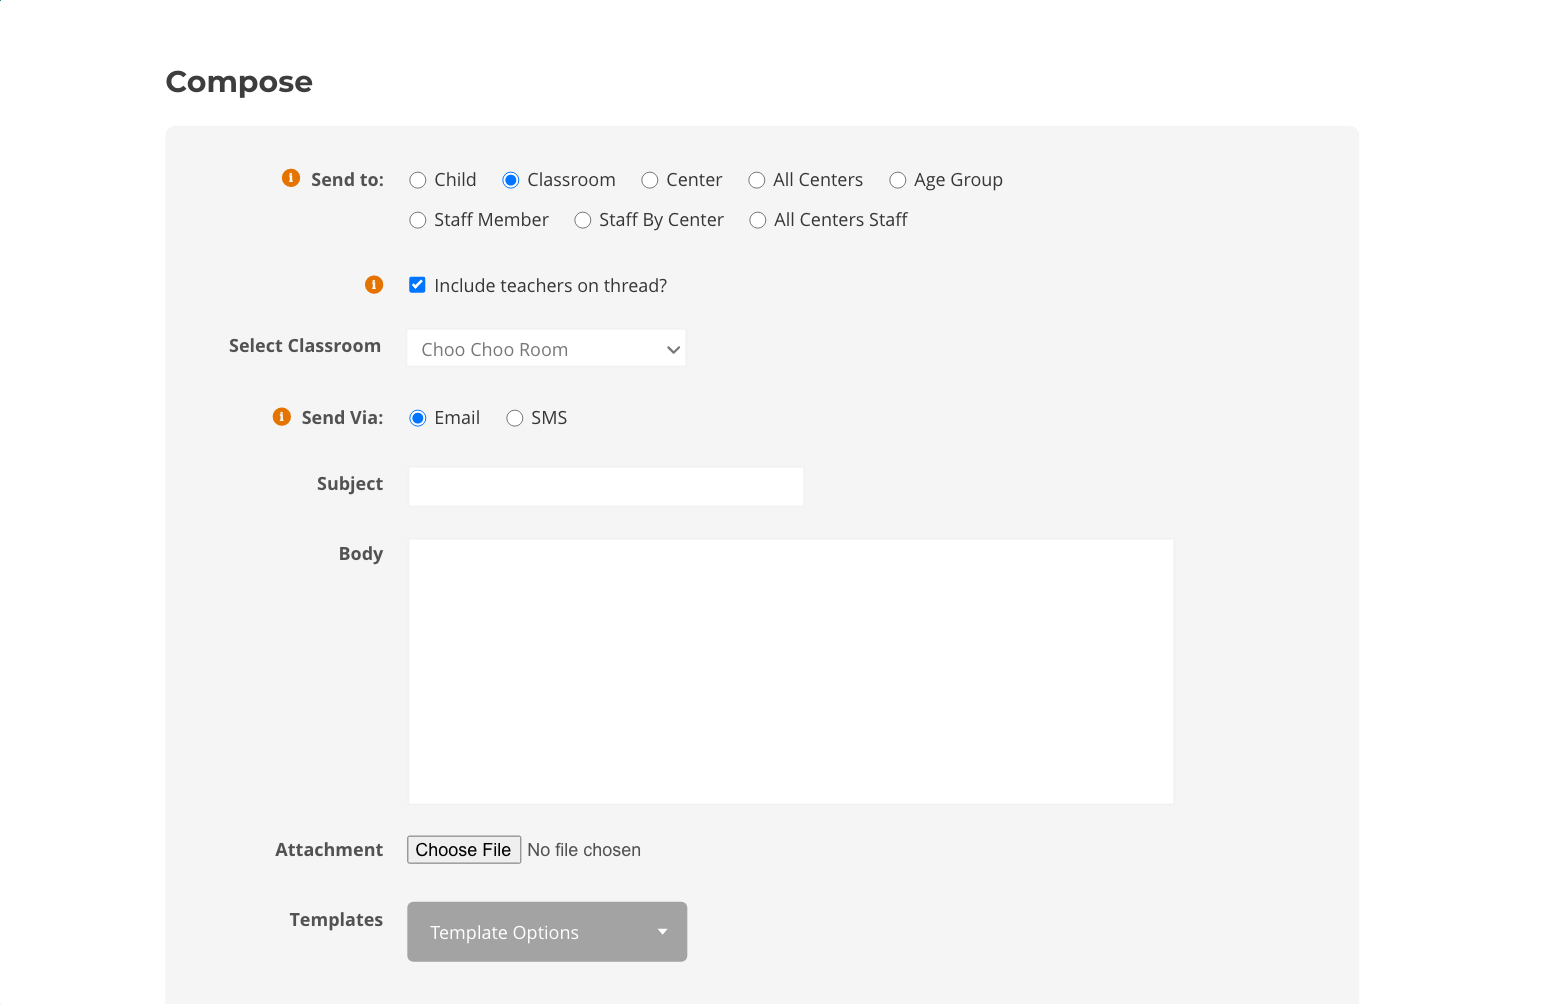 Compose
Send to: Child Classroom Center All Centers Age Group
Staff Member Staff By Center All Centers Staff
Include teachers on thread?
Select Classroom Choo Choo Room
Send Via: Email SMS
Subject
Body
Attachment Choose File No file chosen
Templates Template Options